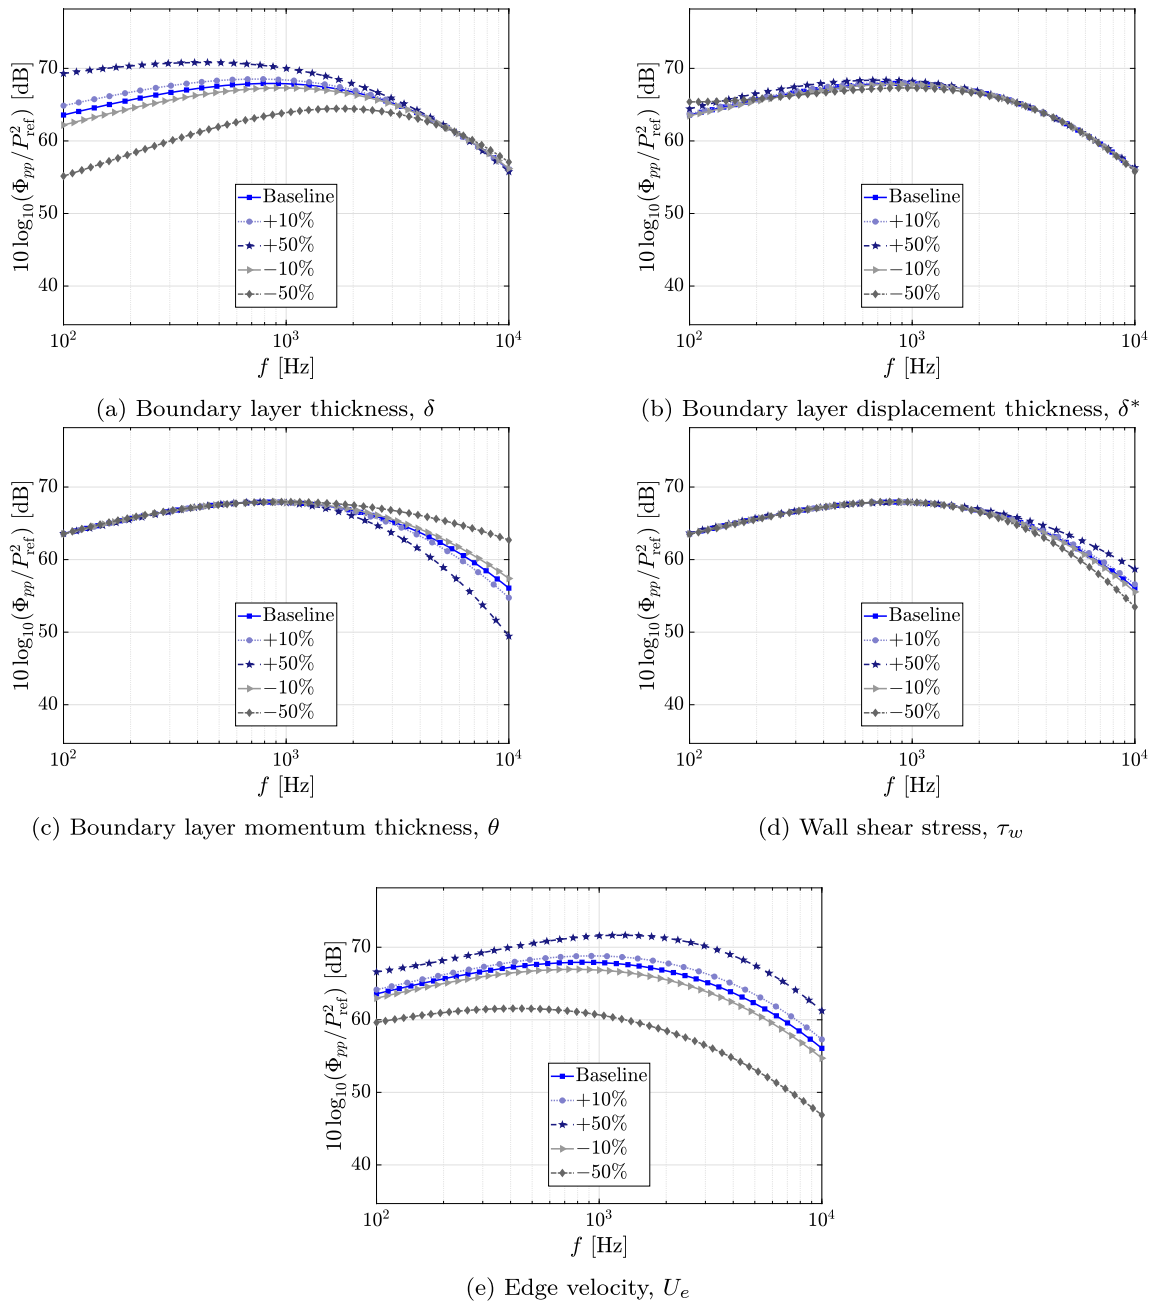 10 log₁₀(Φₚₚ/P²ref) [dB]
70
60
50
40
Baseline
+10%
+50%
−10%
−50%
10² 10³ 10⁴
f [Hz]
(a) Boundary layer thickness, δ
10 log₁₀(Φₚₚ/P²ref) [dB]
70
60
50
40
Baseline
+10%
+50%
−10%
−50%
10² 10³ 10⁴
f [Hz]
(b) Boundary layer displacement thickness, δ*
10 log₁₀(Φₚₚ/P²ref) [dB]
70
60
50
40
Baseline
+10%
+50%
−10%
−50%
10² 10³ 10⁴
f [Hz]
(c) Boundary layer momentum thickness, θ
10 log₁₀(Φₚₚ/P²ref) [dB]
70
60
50
40
Baseline
+10%
+50%
−10%
−50%
10² 10³ 10⁴
f [Hz]
(d) Wall shear stress, τ_w
10 log₁₀(Φₚₚ/P²ref) [dB]
70
60
50
40
Baseline
+10%
+50%
−10%
−50%
10² 10³ 10⁴
f [Hz]
(e) Edge velocity, Uₑ